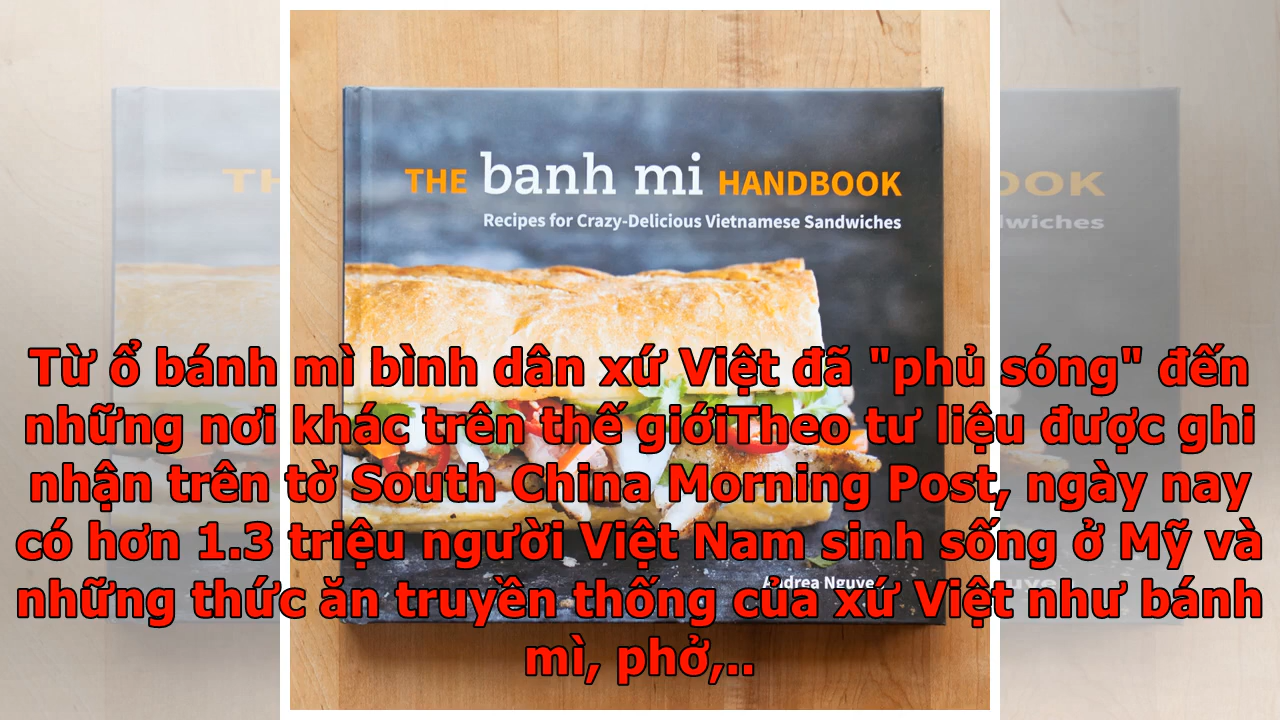 THE banh mi HANDBOOK
Recipes for Crazy-Delicious Vietnamese Sandwiches
Từ ổ bánh mì bình dân xứ Việt đã "phủ sóng" đến
những nơi khác trên thế giớiTheo tư liệu được ghi
nhận trên tờ South China Morning Post, ngày nay
có hơn 1.3 triệu người Việt Nam sinh sống ở Mỹ và
Andrea Nguyen
những thức ăn truyền thống của xứ Việt như bánh
mì, phở,..